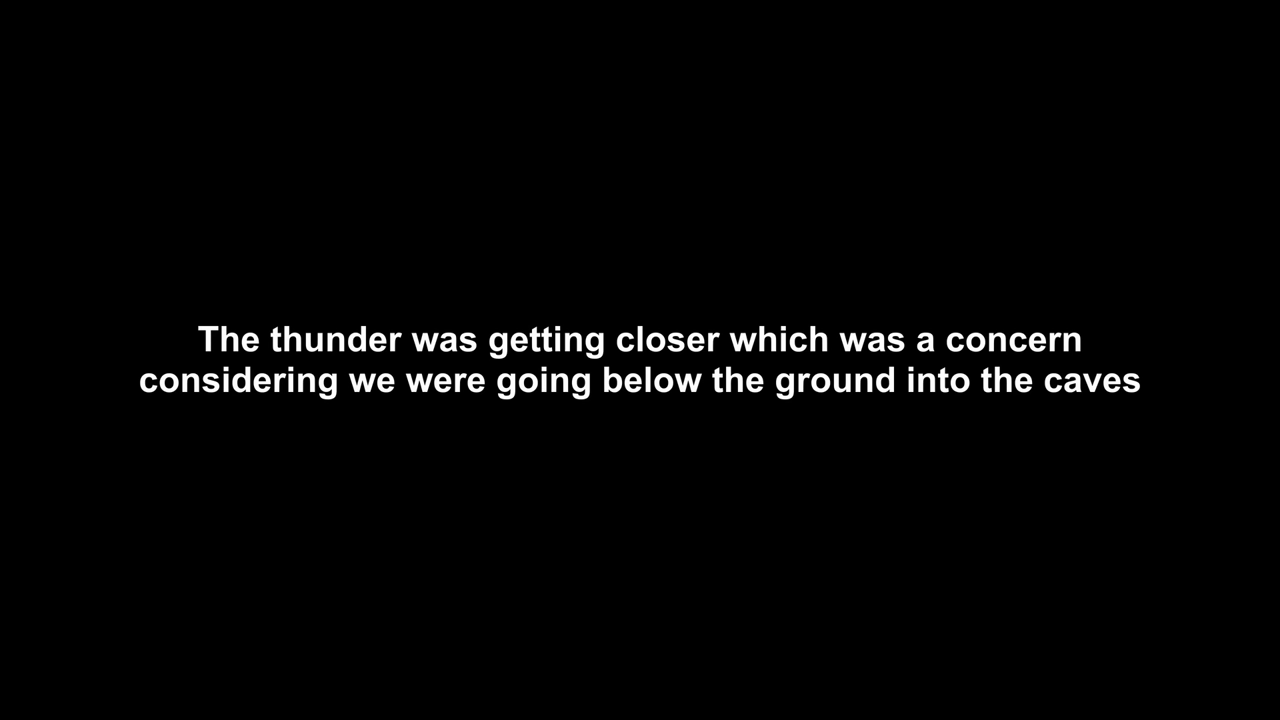 The thunder was getting closer which was a concern
considering we were going below the ground into the caves